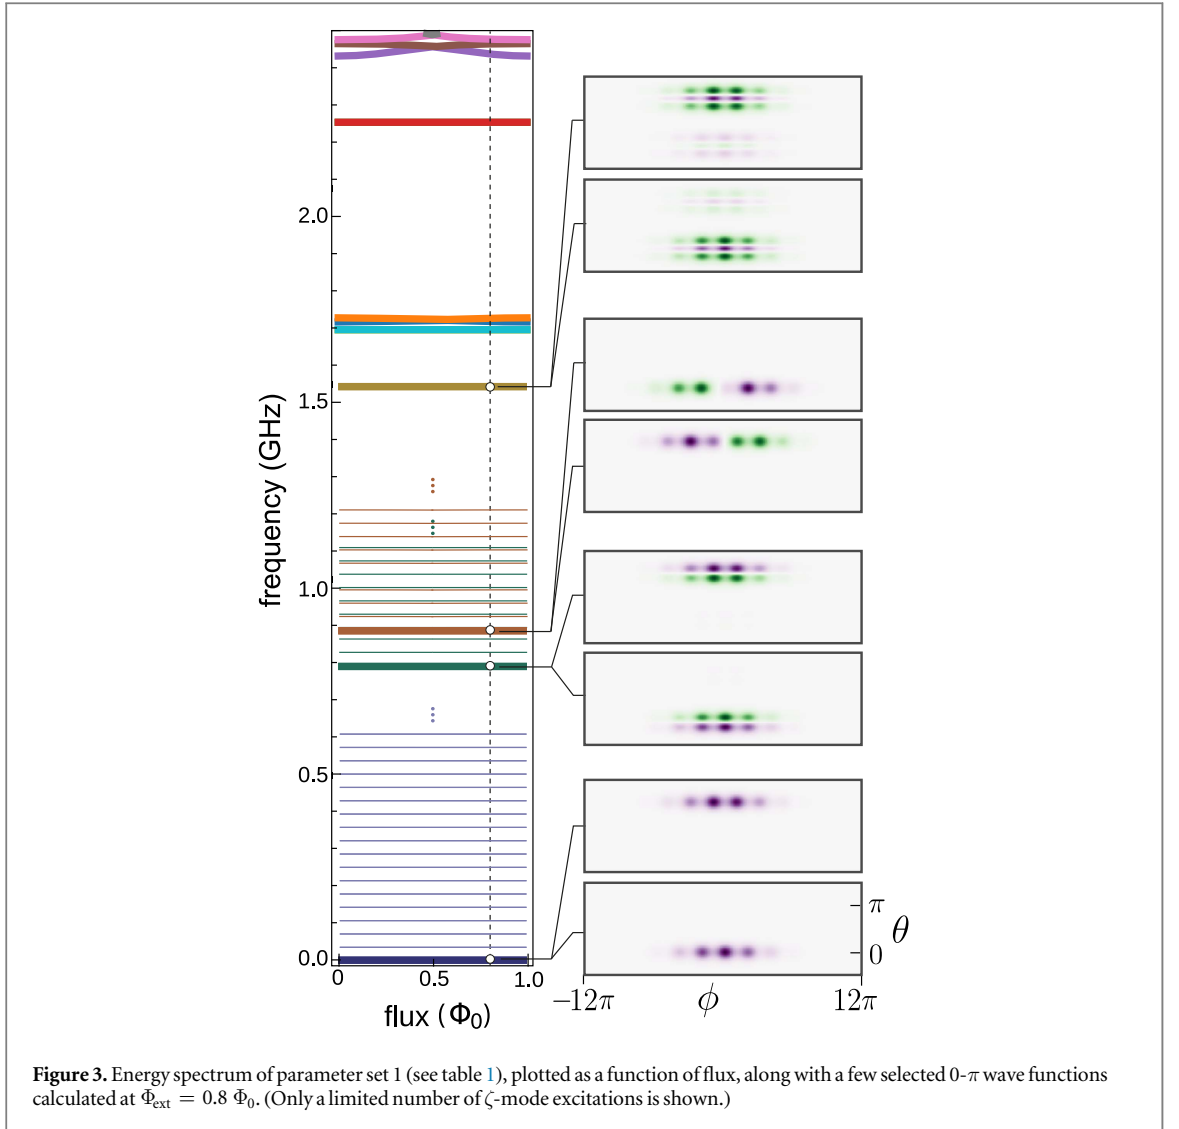 frequency (GHz)
2.0
1.5
1.0
0.5
0.0
0 0.5 1.0
flux (Φ₀)
π
0
θ
−12π ϕ 12π
Figure 3. Energy spectrum of parameter set 1 (see table 1), plotted as a function of flux, along with a few selected 0-π wave functions
calculated at Φ_ext = 0.8 Φ₀. (Only a limited number of ζ-mode excitations is shown.)